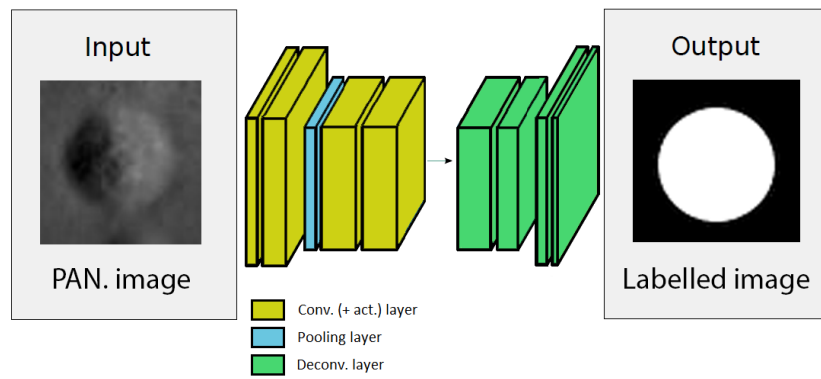 Input
PAN. image
Output
Labelled image
Conv. (+ act.) layer
Pooling layer
Deconv. layer